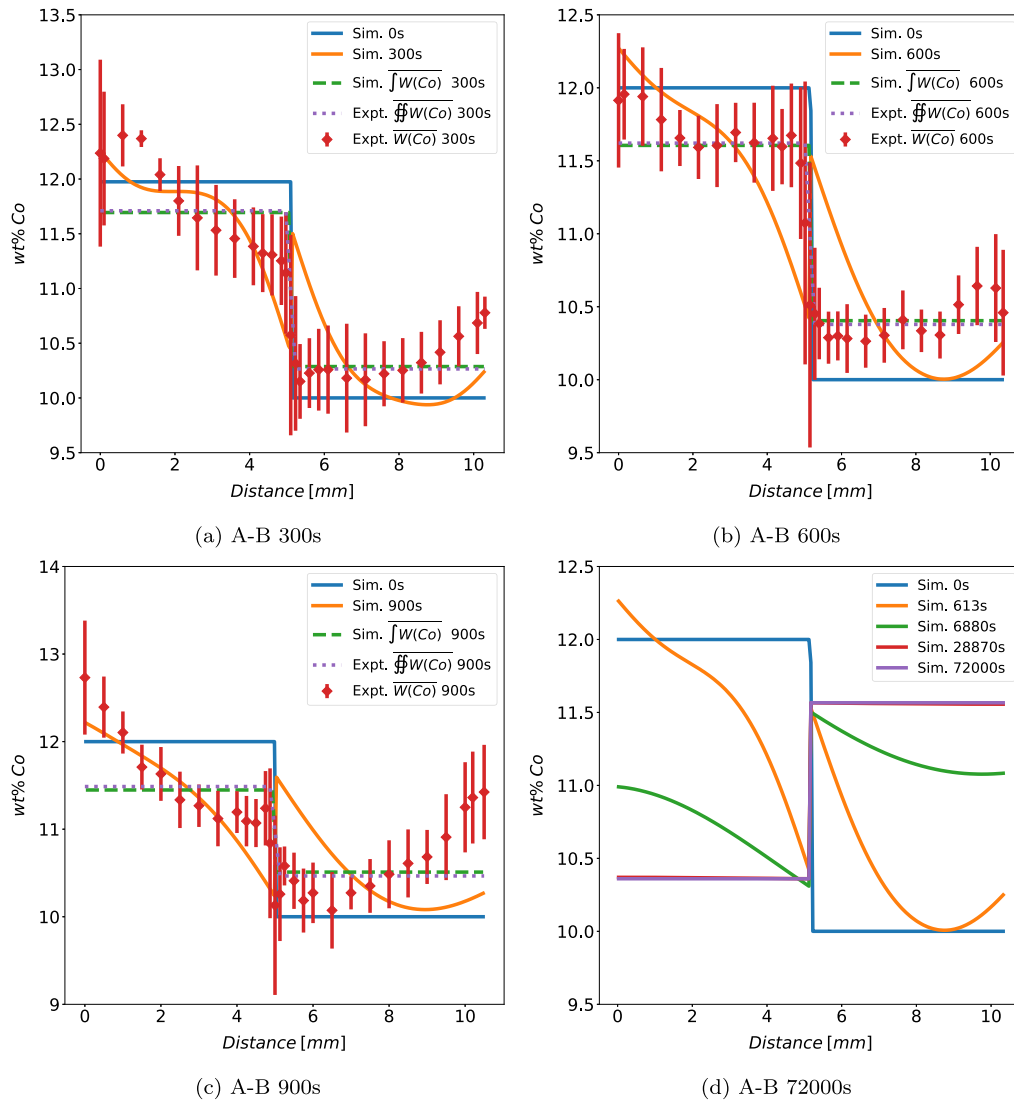 13.5
13.0
12.5
12.0
11.5
11.0
10.5
10.0
9.5
wt% Co
0 2 4 6 8 10
Distance [mm]
Sim. 0s
Sim. 300s
Sim. ∫W(Co) 300s
Expt. ∯W(Co) 300s
Expt. W(Co) 300s
(a) A-B 300s
12.5
12.0
11.5
11.0
10.5
10.0
9.5
wt% Co
0 2 4 6 8 10
Distance [mm]
Sim. 0s
Sim. 600s
Sim. ∫W(Co) 600s
Expt. ∯W(Co) 600s
Expt. W(Co) 600s
(b) A-B 600s
14
13
12
11
10
9
wt% Co
0 2 4 6 8 10
Distance [mm]
Sim. 0s
Sim. 900s
Sim. ∫W(Co) 900s
Expt. ∯W(Co) 900s
Expt. W(Co) 900s
(c) A-B 900s
12.5
12.0
11.5
11.0
10.5
10.0
9.5
wt% Co
0 2 4 6 8 10
Distance [mm]
Sim. 0s
Sim. 613s
Sim. 6880s
Sim. 28870s
Sim. 72000s
(d) A-B 72000s